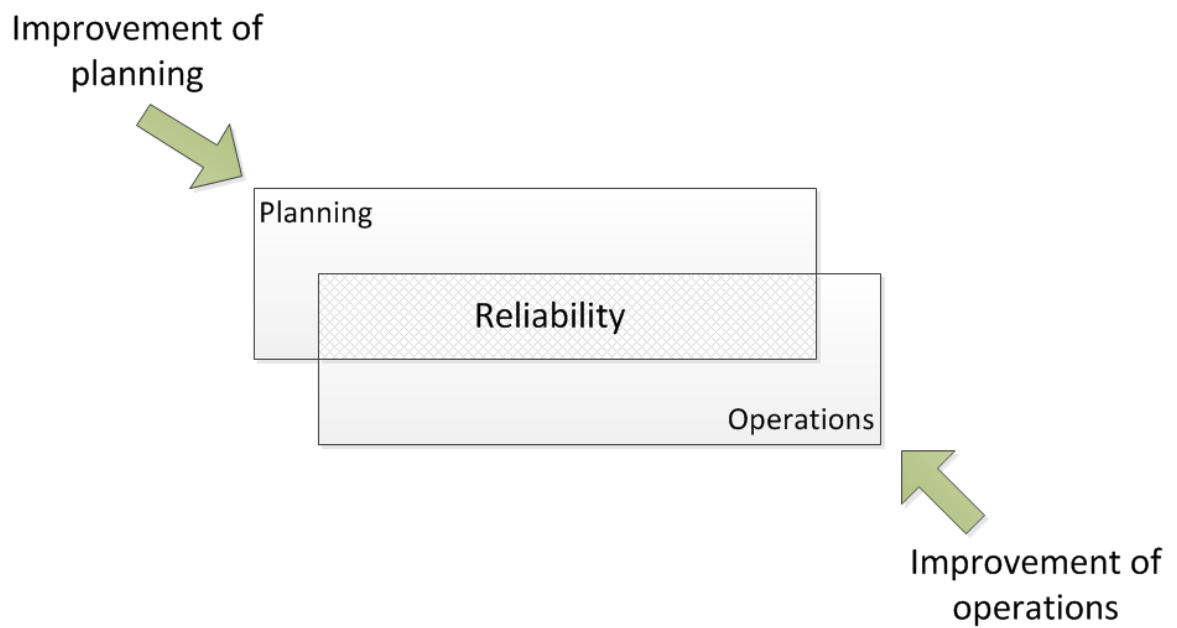 Improvement of
planning
Planning
Reliability
Operations
Improvement of
operations